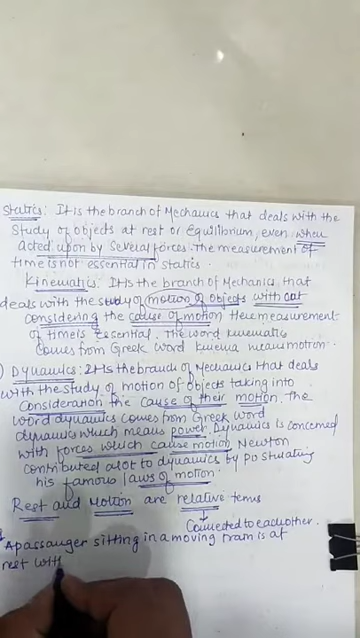 Statics: It is the branch of Mechanics that deals with the
study of objects at rest or Equilibrium, even when
acted upon by Several forces. The measurement of
time is not essential in statics.
Kinematics: It is the branch of Mechanics that
deals with the study of motion of objects with out
considering the cause of motion Here measurement
of time is Essential. The word kinematics
comes from Greek word kinema means motion.
) Dynamics: It is the branch of Mechanics that deals
with the study of motion of objects taking into
Consideration the cause of their motion. The
word dynamics comes from Greek word
dynamics which means power Dynamics is concerned
with forces which cause motion Newton
contributed a lot to dynamics by postuating
his famous laws of motion.
Rest and Motion are relative terms
Connected to each other.
A passanger sitting in a moving train is at
rest with